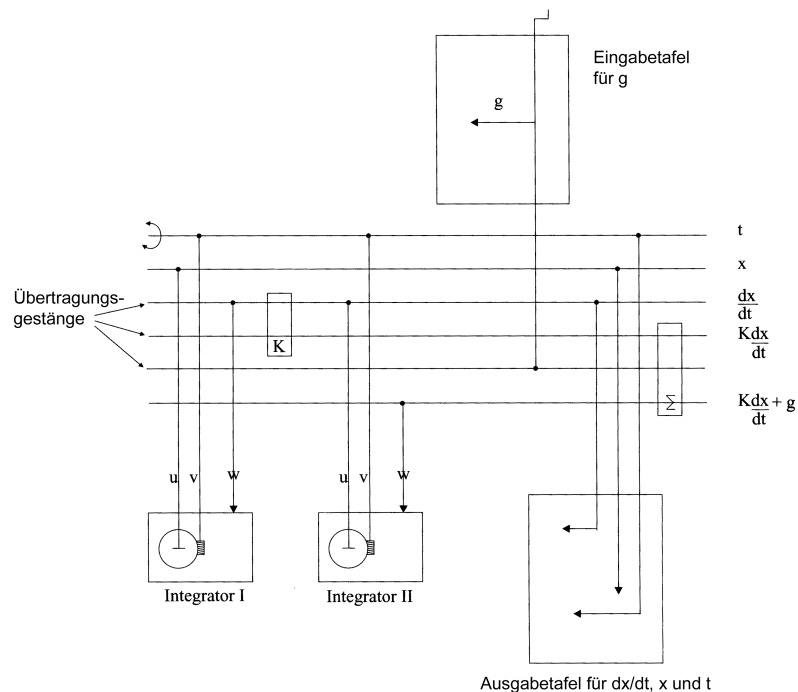 Eingabetafel
für g
g
t
x
dx
dt
Kdx
dt
Kdx + g
dt
Übertragungs-
gestänge
K
Σ
u v w
u v w
Integrator I
Integrator II
Ausgabetafel für dx/dt, x und t